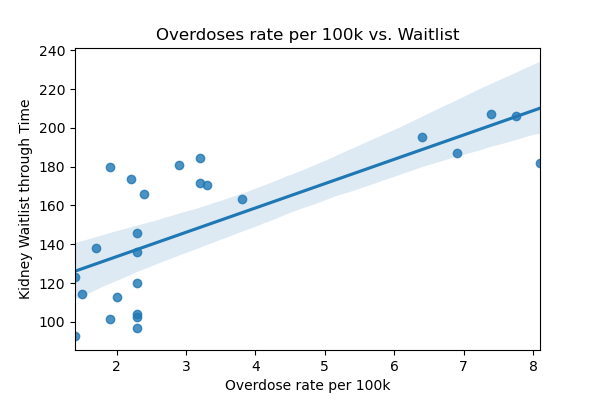 Overdoses rate per 100k vs. Waitlist
240
220
200
180
160
140
120
100
Kidney Waitlist through Time
2 3 4 5 6 7 8
Overdose rate per 100k